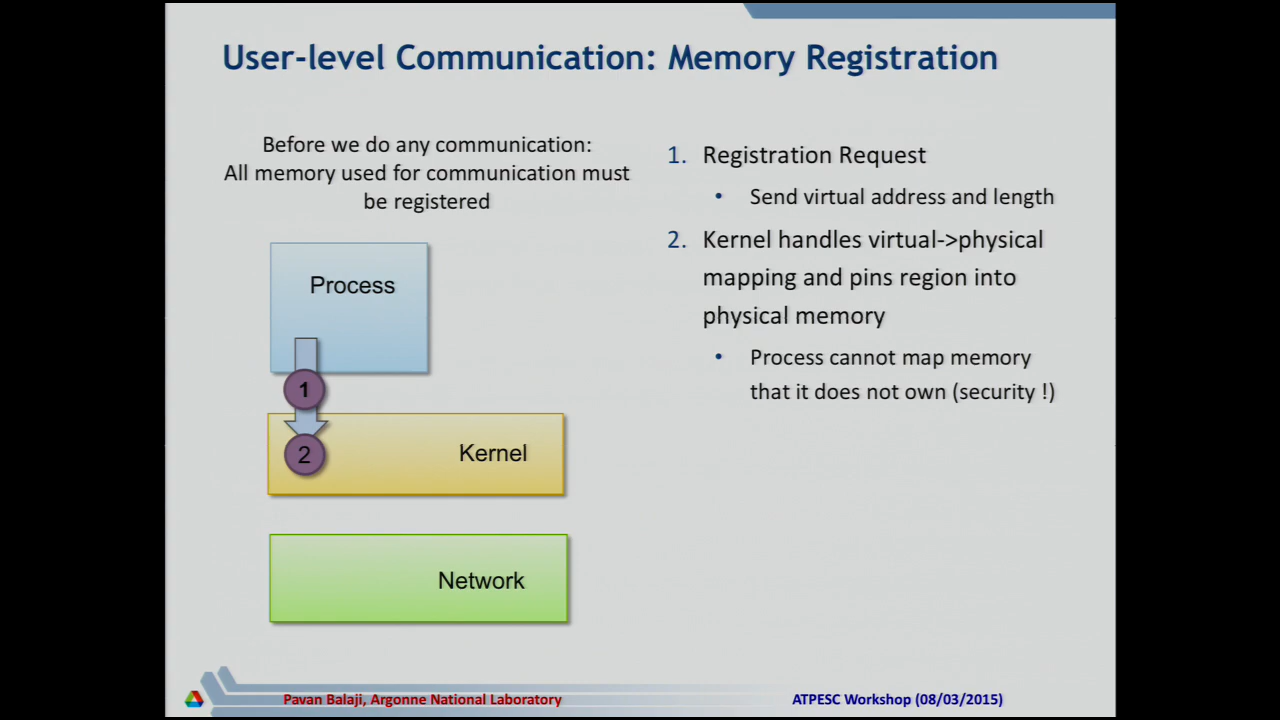 User-level Communication: Memory Registration
Before we do any communication:
All memory used for communication must
be registered
Process
1
2
Kernel
Network
1. Registration Request
• Send virtual address and length
2. Kernel handles virtual->physical
mapping and pins region into
physical memory
• Process cannot map memory
that it does not own (security !)
Pavan Balaji, Argonne National Laboratory
ATPESC Workshop (08/03/2015)